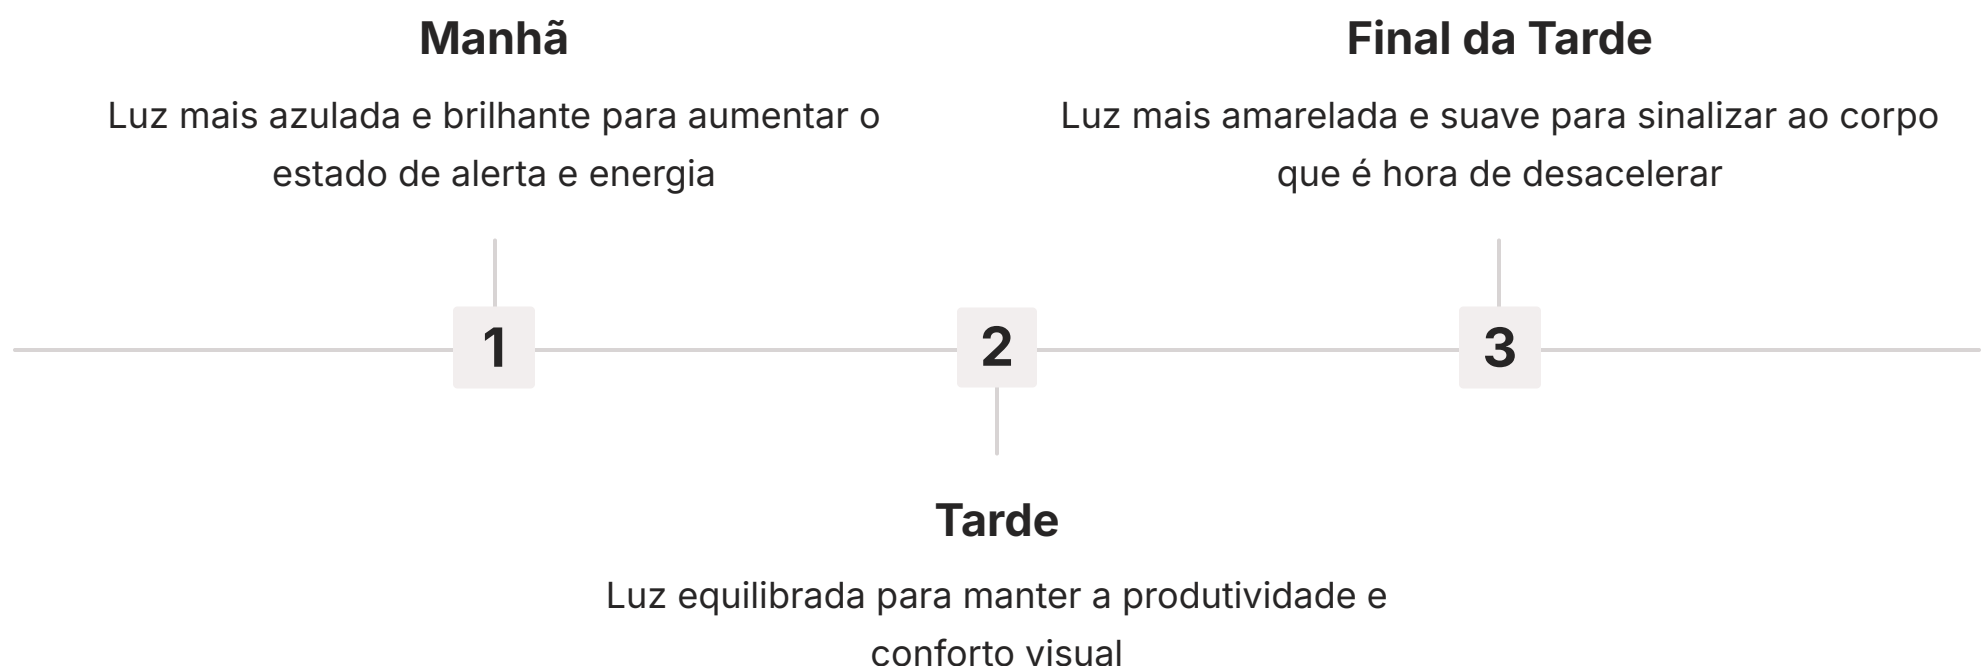 Manhã
Luz mais azulada e brilhante para aumentar o
estado de alerta e energia
Final da Tarde
Luz mais amarelada e suave para sinalizar ao corpo
que é hora de desacelerar
1
2
3
Tarde
Luz equilibrada para manter a produtividade e
conforto visual